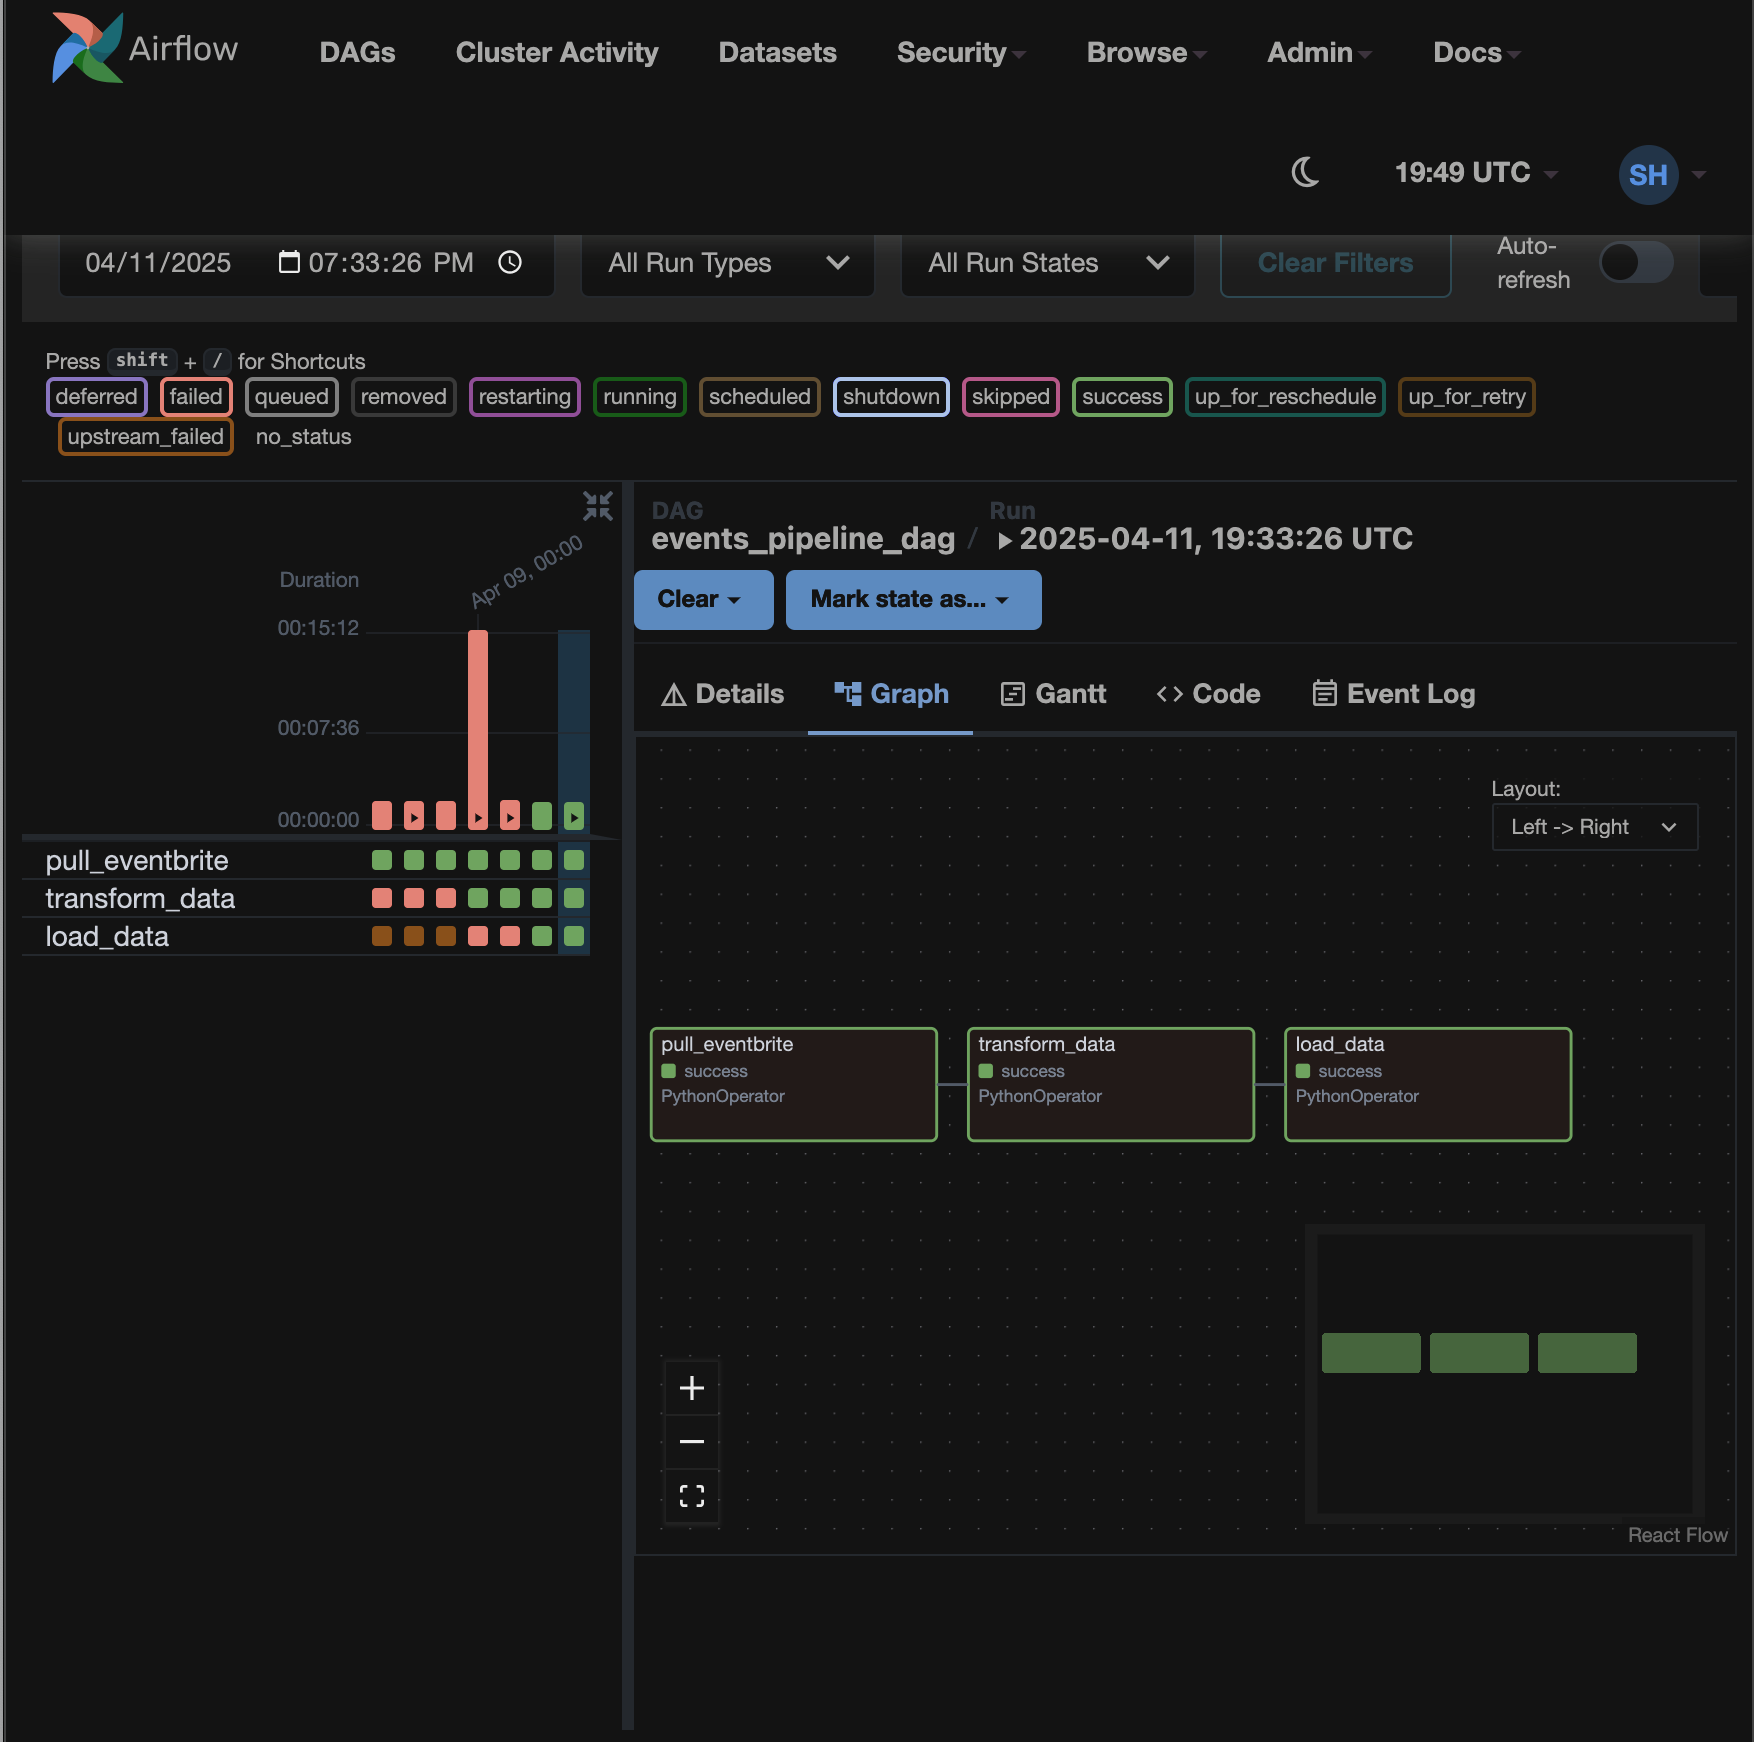 Airflow
DAGs Cluster Activity Datasets Security Browse Admin Docs
19:49 UTC SH
04/11/2025 07:33:26 PM All Run Types All Run States Clear Filters Auto-
refresh
Press shift + / for Shortcuts
deferred failed queued removed restarting running scheduled shutdown skipped success up_for_reschedule up_for_retry
upstream_failed no_status
Duration
Apr 09, 00:00
00:15:12
00:07:36
00:00:00
pull_eventbrite
transform_data
load_data
DAG
events_pipeline_dag /
Run
2025-04-11, 19:33:26 UTC
Clear Mark state as...
Details Graph Gantt Code Event Log
Layout:
Left -> Right
pull_eventbrite
success
PythonOperator
transform_data
success
PythonOperator
load_data
success
PythonOperator
React Flow